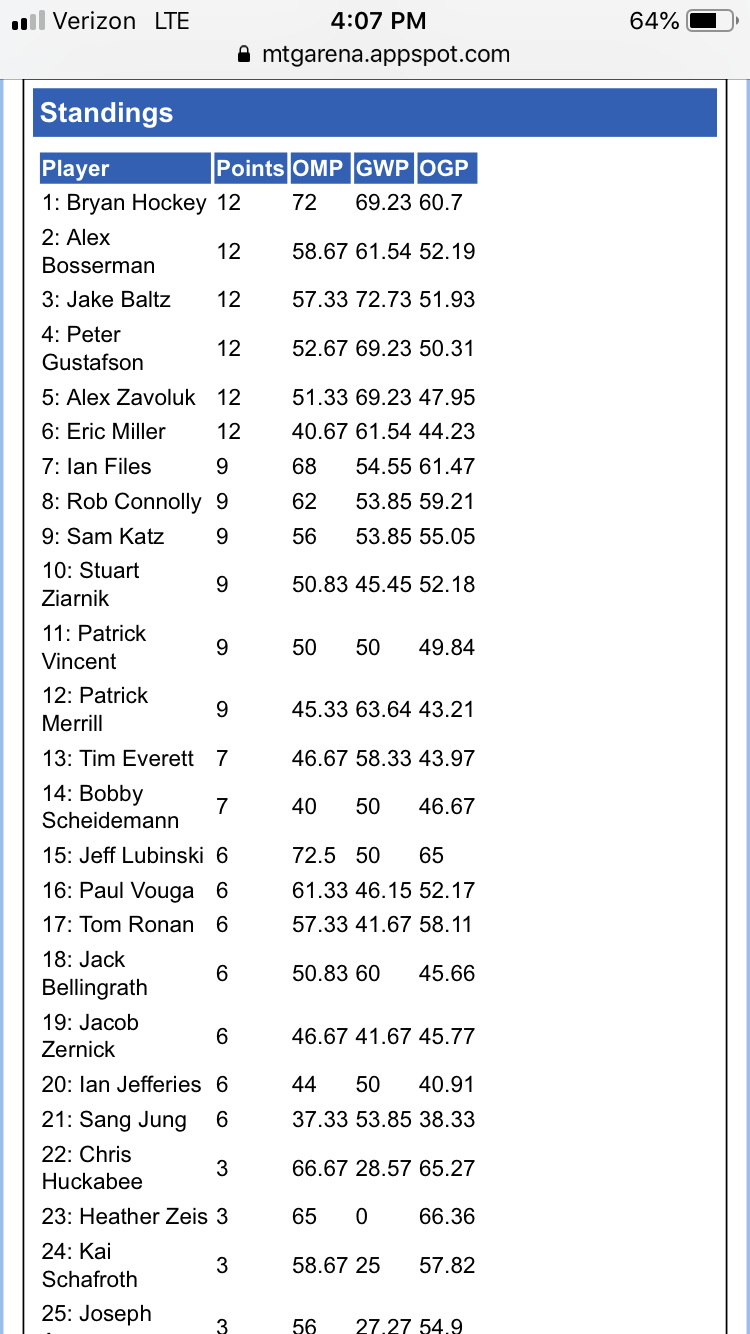 Verizon LTE 4:07 PM 64%
mtgarena.appspot.com
Standings
Player Points OMP GWP OGP
1: Bryan Hockey 12 72 69.23 60.7
2: Alex
Bosserman 12 58.67 61.54 52.19
3: Jake Baltz 12 57.33 72.73 51.93
4: Peter
Gustafson 12 52.67 69.23 50.31
5: Alex Zavoluk 12 51.33 69.23 47.95
6: Eric Miller 12 40.67 61.54 44.23
7: Ian Files 9 68 54.55 61.47
8: Rob Connolly 9 62 53.85 59.21
9: Sam Katz 9 56 53.85 55.05
10: Stuart
Ziarnik 9 50.83 45.45 52.18
11: Patrick
Vincent 9 50 50 49.84
12: Patrick
Merrill 9 45.33 63.64 43.21
13: Tim Everett 7 46.67 58.33 43.97
14: Bobby
Scheidemann 7 40 50 46.67
15: Jeff Lubinski 6 72.5 50 65
16: Paul Vouga 6 61.33 46.15 52.17
17: Tom Ronan 6 57.33 41.67 58.11
18: Jack
Bellingrath 6 50.83 60 45.66
19: Jacob
Zernick 6 46.67 41.67 45.77
20: Ian Jefferies 6 44 50 40.91
21: Sang Jung 6 37.33 53.85 38.33
22: Chris
Huckabee 3 66.67 28.57 65.27
23: Heather Zeis 3 65 0 66.36
24: Kai
Schafroth 3 58.67 25 57.82
25: Joseph
3 56 27.27 54.9